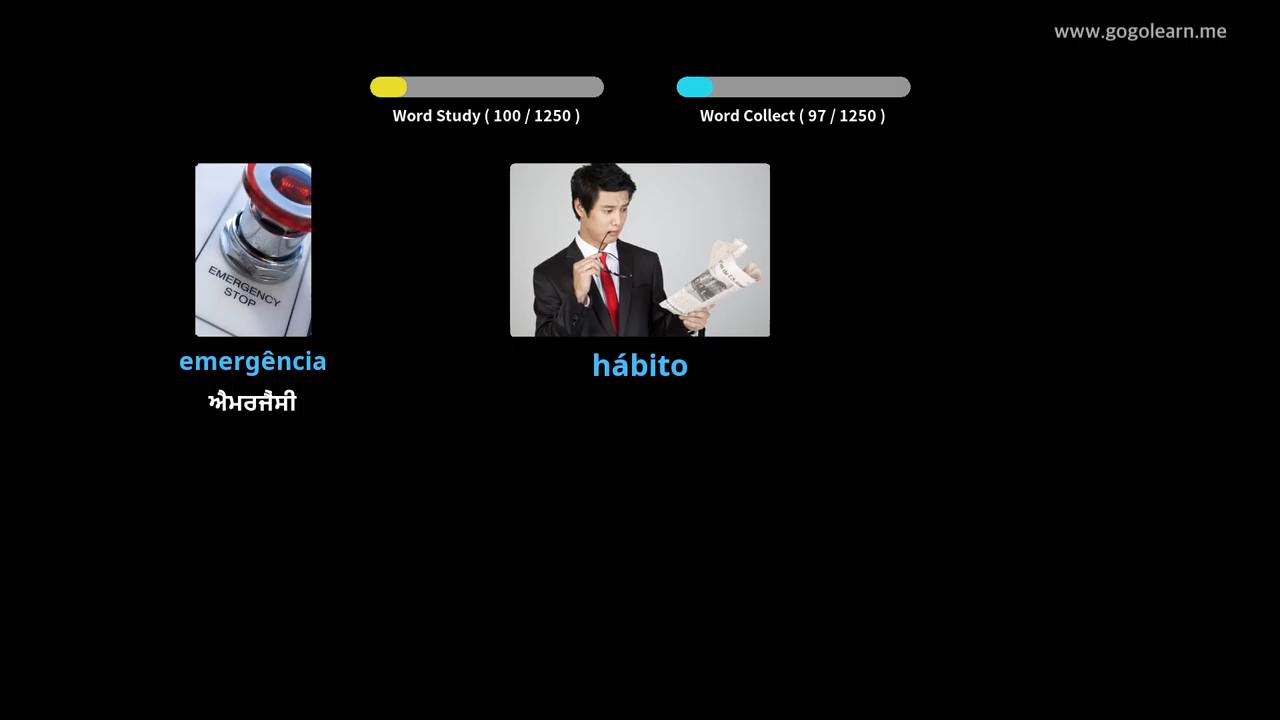 www.gogolearn.me
Word Study ( 100 / 1250 )
Word Collect ( 97 / 1250 )
EMERGENCY
STOP
emergência
hábito
ਐਮਰਜੈਂਸੀ